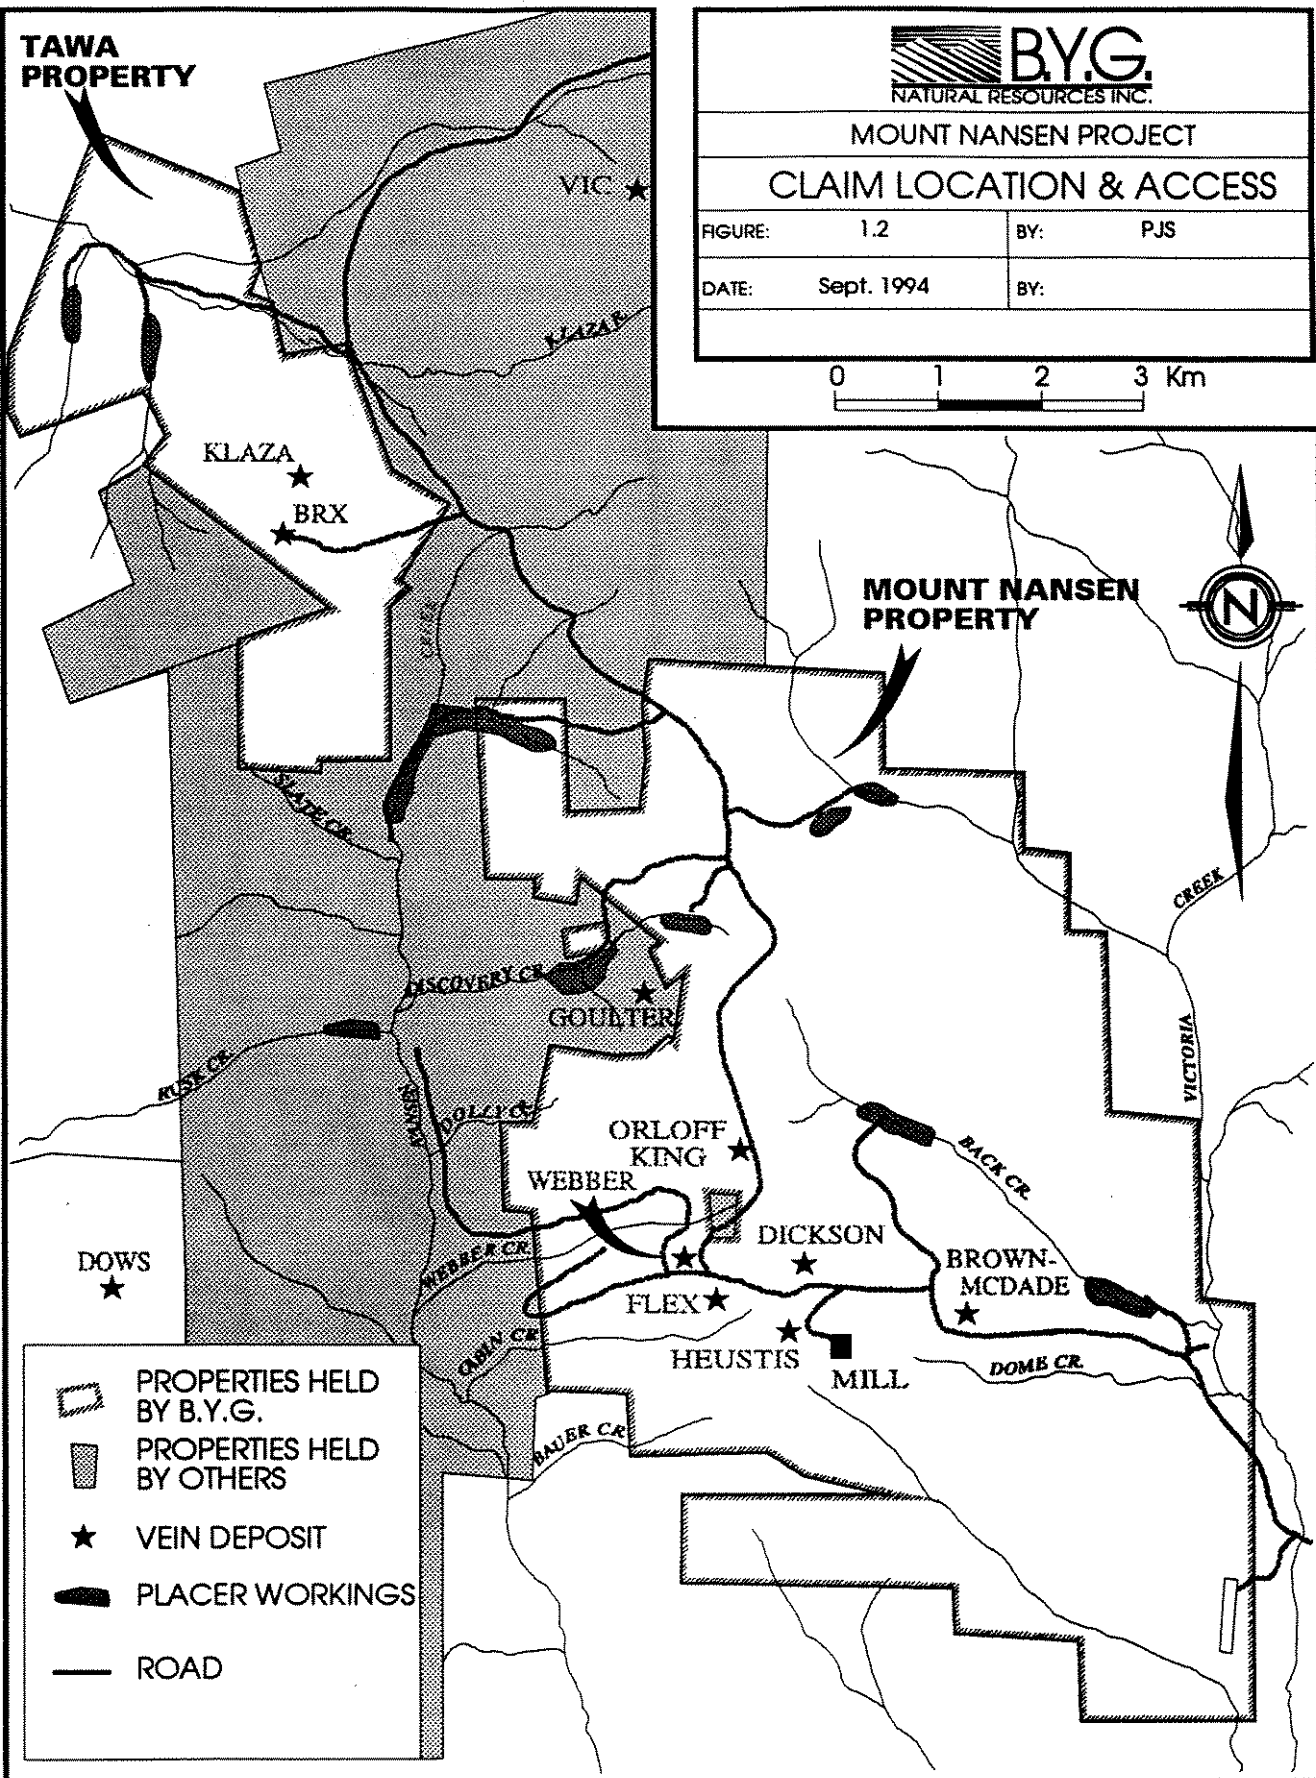 TAWA
PROPERTY
B.Y.G.
NATURAL RESOURCES INC.
MOUNT NANSEN PROJECT
CLAIM LOCATION & ACCESS
FIGURE: 1.2 BY: PJS
DATE: Sept. 1994 BY:
0 1 2 3 Km
VIC
KLAZA R.
KLAZA
BRX
MOUNT NANSEN
PROPERTY
N
SLATE CR.
CREEK
DISCOVERY CR.
GOULTER
VICTORIA
RUSK CR.
NANSEN
DOLLY CR.
ORLOFF
KING
BACK CR.
WEBBER
WEBBER CR.
DICKSON
BROWN-
MCDADE
DOWS
FLEX
HEUSTIS
MILL
CABIN CR.
DOME CR.
BAUER CR.
PROPERTIES HELD
BY B.Y.G.
PROPERTIES HELD
BY OTHERS
VEIN DEPOSIT
PLACER WORKINGS
ROAD